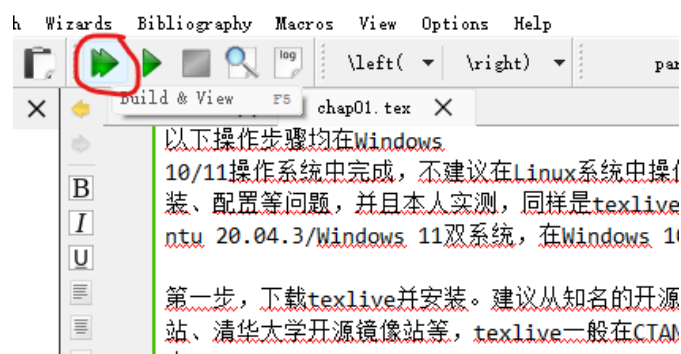 h Wizards Bibliography Macros View Options Help
log \left( \right) par
Build & View F5
chap01.tex
以下操作步骤均在Windows
10/11操作系统中完成，不建议在Linux系统中操
B
装、配置等问题，并且本人实测，同样是texlive
I
ntu 20.04.3/Windows 11双系统，在Windows 10
U
第一步，下载texlive并安装。建议从知名的开源
站、清华大学开源镜像站等，texlive一般在CTAN